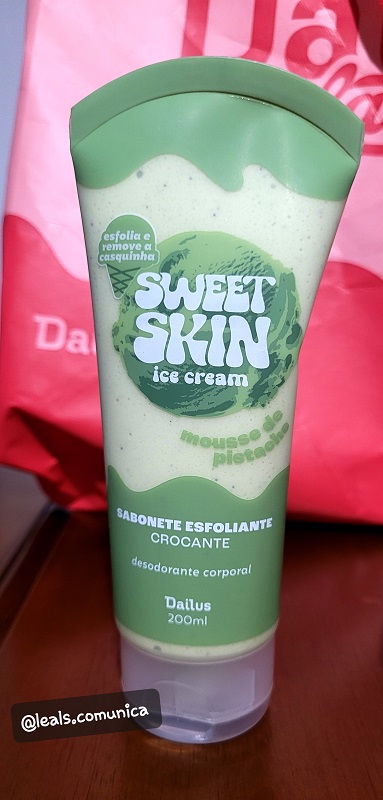 esfolia e
remove a
casquinha
SWEET
SKIN
ice cream
mousse de
pistache
SABONETE ESFOLIANTE
CROCANTE
desodorante corporal
Dailus
200ml
@leals.comunica